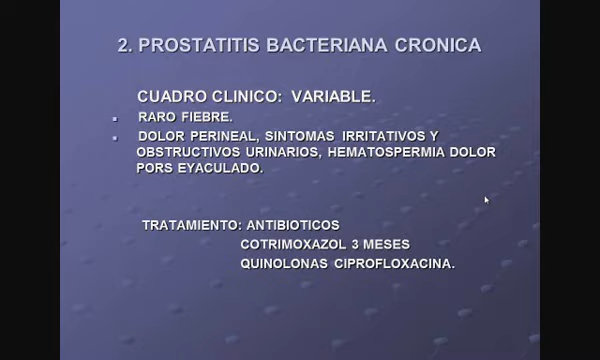 2. PROSTATITIS BACTERIANA CRONICA
CUADRO CLINICO: VARIABLE.
RARO FIEBRE.
DOLOR PERINEAL, SINTOMAS IRRITATIVOS Y
OBSTRUCTIVOS URINARIOS, HEMATOSPERMIA DOLOR
PORS EYACULADO.
TRATAMIENTO: ANTIBIOTICOS
COTRIMOXAZOL 3 MESES
QUINOLONAS CIPROFLOXACINA.